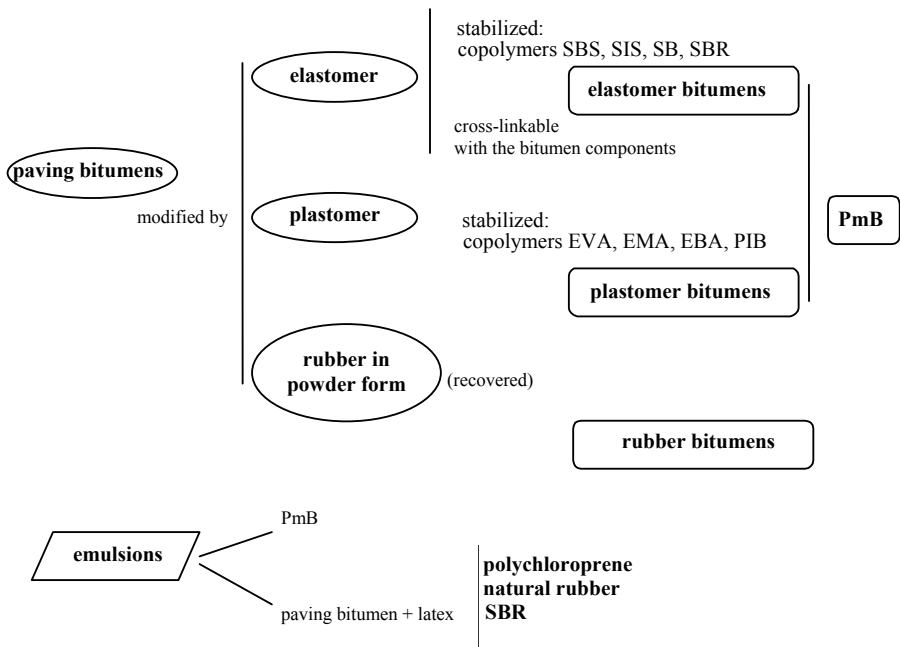 stabilized:
copolymers SBS, SIS, SB, SBR
elastomer
elastomer bitumens
cross-linkable
with the bitumen components
paving bitumens
modified by
plastomer
stabilized:
copolymers EVA, EMA, EBA, PIB
PmB
plastomer bitumens
rubber in
powder form
(recovered)
rubber bitumens
PmB
emulsions
paving bitumen + latex
polychloroprene
natural rubber
SBR